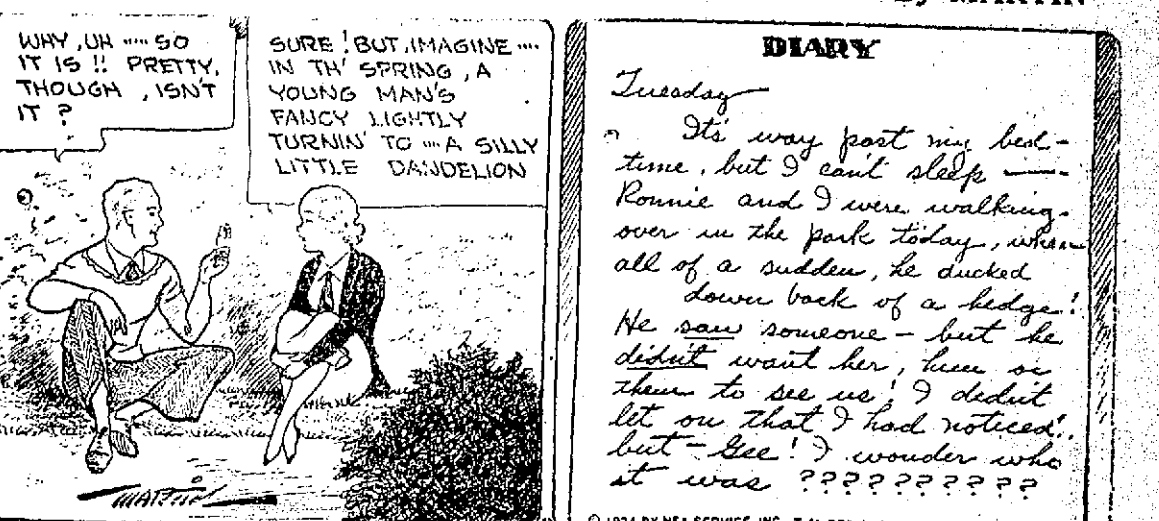 By MARTIN
WHY, UH ..... SO
IT IS !! PRETTY,
THOUGH, ISN'T
IT ?
SURE! BUT, IMAGINE ....
IN TH' SPRING, A
YOUNG MAN'S
FANCY LIGHTLY
TURNIN' TO .... A SILLY
LITTLE DANDELION
MARTIN
DIARY
Tuesday
It's way past my bed-
time, but I can't sleep ——
Ronnie and I were walking
over in the park today, when
all of a sudden, he ducked
down back of a hedge!
He saw someone - but he
didn't want her, him or
them to see us! I didn't
let on that I had noticed!.
but - Gee! I wonder who
it was ??????????
© 1934 BY NEA SERVICE, INC.